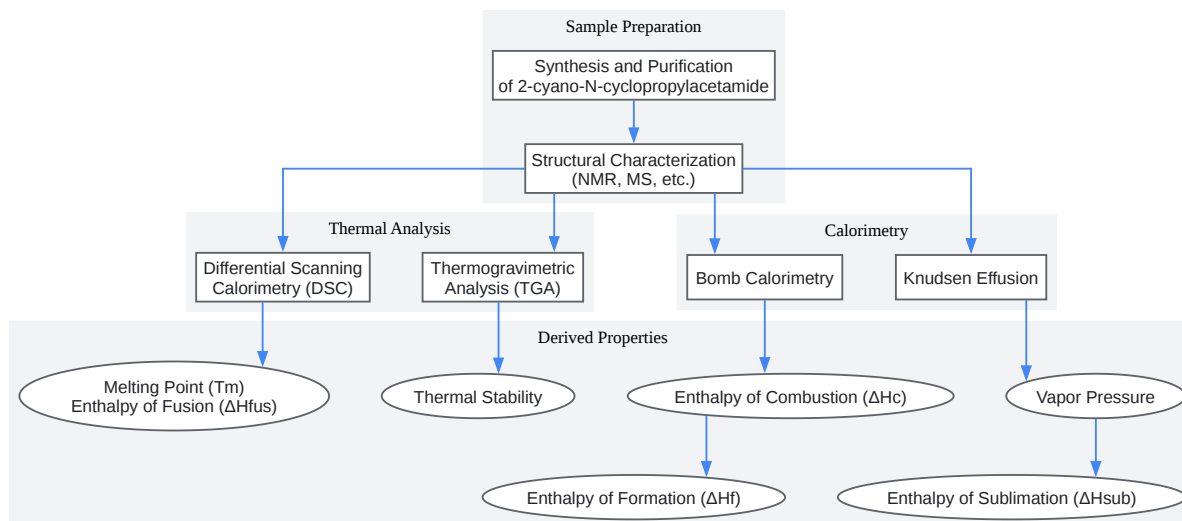 Sample Preparation
Synthesis and Purification
of 2-cyano-N-cyclopropylacetamide
Structural Characterization
(NMR, MS, etc.)
Thermal Analysis
Calorimetry
Differential Scanning
Calorimetry (DSC)
Thermogravimetric
Analysis (TGA)
Bomb Calorimetry
Knudsen Effusion
Derived Properties
Melting Point (Tm)
Enthalpy of Fusion (ΔHfus)
Thermal Stability
Enthalpy of Combustion (ΔHc)
Vapor Pressure
Enthalpy of Formation (ΔHf)
Enthalpy of Sublimation (ΔHsub)